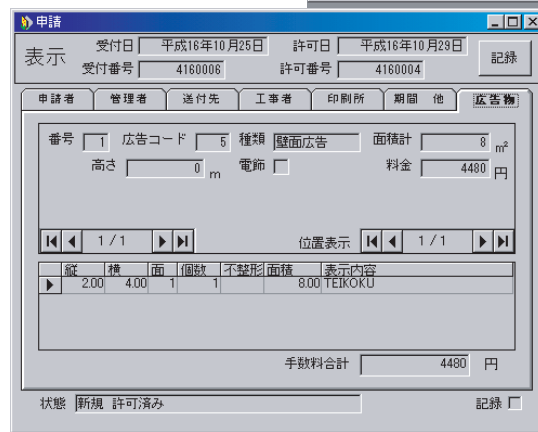 申請
表示 受付日 平成16年10月25日 許可日 平成16年10月29日 記録
受付番号 4160006 許可番号 4160004
申請者 管理者 送付先 工事者 印刷所 期間 他 広告物
番号 1 広告コード 5 種類 壁面広告 面積計 8 m²
高さ 0 m 電飾 料金 4480 円
1/1 位置表示 1/1
縦 横 面 個数 不整形 面積 表示内容
2.00 4.00 1 1 8.00 TEIKOKU
手数料合計 4480 円
状態 新規 許可済み 記録